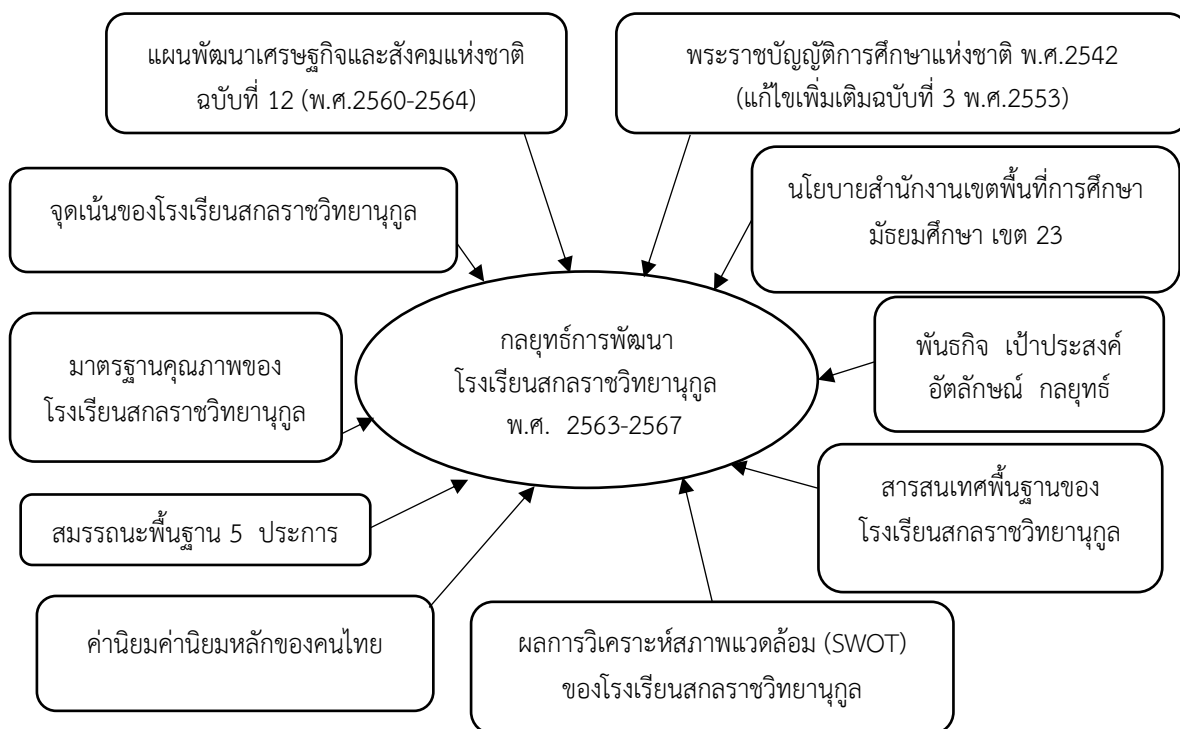 แผนพัฒนาเศรษฐกิจและสังคมแห่งชาติ
ฉบับที่ 12 (พ.ศ.2560-2564)
พระราชบัญญัติการศึกษาแห่งชาติ พ.ศ.2542
(แก้ไขเพิ่มเติมฉบับที่ 3 พ.ศ.2553)
จุดเน้นของโรงเรียนสกลราชวิทยานุกูล
นโยบายสำนักงานเขตพื้นที่การศึกษา
มัธยมศึกษา เขต 23
กลยุทธ์การพัฒนา
โรงเรียนสกลราชวิทยานุกูล
พ.ศ. 2563-2567
มาตรฐานคุณภาพของ
โรงเรียนสกลราชวิทยานุกูล
พันธกิจ เป้าประสงค์
อัตลักษณ์ กลยุทธ์
สมรรถนะพื้นฐาน 5 ประการ
สารสนเทศพื้นฐานของ
โรงเรียนสกลราชวิทยานุกูล
ค่านิยมค่านิยมหลักของคนไทย
ผลการวิเคราะห์สภาพแวดล้อม (SWOT)
ของโรงเรียนสกลราชวิทยานุกูล